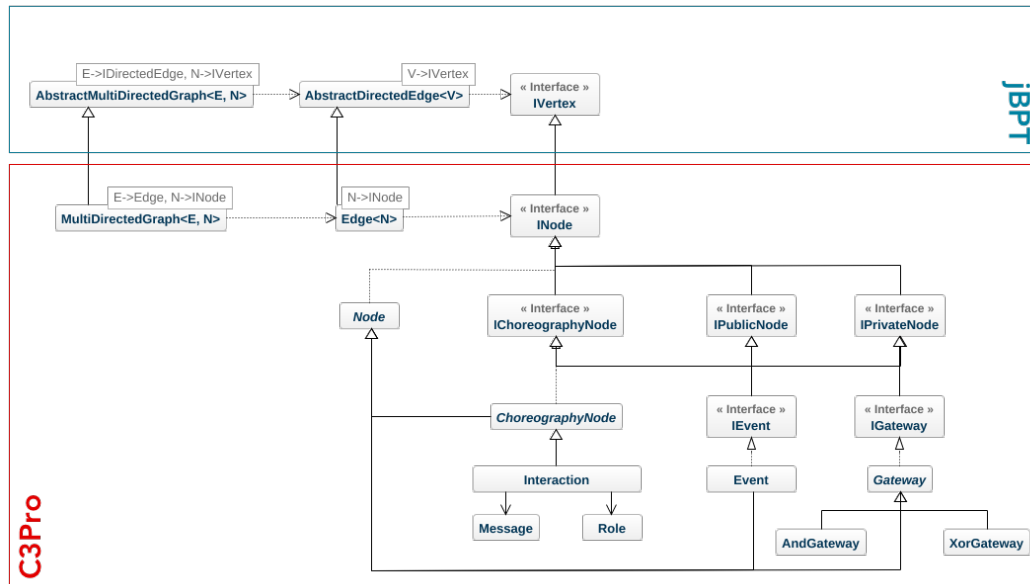 E->IDirectedEdge, N->IVertex
AbstractMultiDirectedGraph<E, N>
V->IVertex
AbstractDirectedEdge<V>
« Interface »
IVertex
jBPT
E->Edge, N->INode
MultiDirectedGraph<E, N>
N->INode
Edge<N>
« Interface »
INode
Node
« Interface »
IChoreographyNode
« Interface »
IPublicNode
« Interface »
IPrivateNode
ChoreographyNode
« Interface »
IEvent
« Interface »
IGateway
Interaction
Event
Gateway
Message
Role
AndGateway
XorGateway
C3Pro